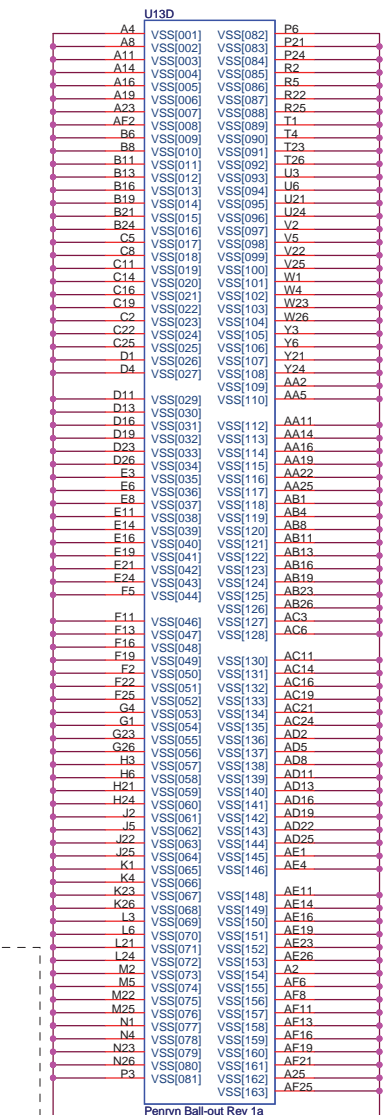 U13D
A4 VSS[001] VSS[082] P6
A8 VSS[002] VSS[083] P21
A11 VSS[003] VSS[084] P24
A14 VSS[004] VSS[085] R2
A16 VSS[005] VSS[086] R5
A19 VSS[006] VSS[087] R22
A23 VSS[007] VSS[088] R25
AF2 VSS[008] VSS[089] T1
B6 VSS[009] VSS[090] T4
B8 VSS[010] VSS[091] T23
B11 VSS[011] VSS[092] T26
B13 VSS[012] VSS[093] U3
B16 VSS[013] VSS[094] U6
B19 VSS[014] VSS[095] U21
B21 VSS[015] VSS[096] U24
B24 VSS[016] VSS[097] V2
C5 VSS[017] VSS[098] V5
C8 VSS[018] VSS[099] V22
C11 VSS[019] VSS[100] V25
C14 VSS[020] VSS[101] W1
C16 VSS[021] VSS[102] W4
C19 VSS[022] VSS[103] W23
C2 VSS[023] VSS[104] W26
C22 VSS[024] VSS[105] Y3
C25 VSS[025] VSS[106] Y6
D1 VSS[026] VSS[107] Y21
D4 VSS[027] VSS[108] Y24
VSS[109] AA2
D11 VSS[029] VSS[110] AA5
D13 VSS[030]
D16 VSS[031] VSS[112] AA11
D19 VSS[032] VSS[113] AA14
D23 VSS[033] VSS[114] AA16
D26 VSS[034] VSS[115] AA19
E3 VSS[035] VSS[116] AA22
E6 VSS[036] VSS[117] AA25
E8 VSS[037] VSS[118] AB1
E11 VSS[038] VSS[119] AB4
E14 VSS[039] VSS[120] AB8
E16 VSS[040] VSS[121] AB11
E19 VSS[041] VSS[122] AB13
E21 VSS[042] VSS[123] AB16
E24 VSS[043] VSS[124] AB19
F5 VSS[044] VSS[125] AB23
VSS[126] AB26
F11 VSS[046] VSS[127] AC3
F13 VSS[047] VSS[128] AC6
F16 VSS[048]
F19 VSS[049] VSS[130] AC11
F2 VSS[050] VSS[131] AC14
F22 VSS[051] VSS[132] AC16
F25 VSS[052] VSS[133] AC19
G4 VSS[053] VSS[134] AC21
G1 VSS[054] VSS[135] AC24
G23 VSS[055] VSS[136] AD2
G26 VSS[056] VSS[137] AD5
H3 VSS[057] VSS[138] AD8
H6 VSS[058] VSS[139] AD11
H21 VSS[059] VSS[140] AD13
H24 VSS[060] VSS[141] AD16
J2 VSS[061] VSS[142] AD19
J5 VSS[062] VSS[143] AD22
J22 VSS[063] VSS[144] AD25
J25 VSS[064] VSS[145] AE1
K1 VSS[065] VSS[146] AE4
K4 VSS[066]
K23 VSS[067] VSS[148] AE11
K26 VSS[068] VSS[149] AE14
L3 VSS[069] VSS[150] AE16
L6 VSS[070] VSS[151] AE19
L21 VSS[071] VSS[152] AE23
L24 VSS[072] VSS[153] AE26
M2 VSS[073] VSS[154] A2
M5 VSS[074] VSS[155] AF6
M22 VSS[075] VSS[156] AF8
M25 VSS[076] VSS[157] AF11
N1 VSS[077] VSS[158] AF13
N4 VSS[078] VSS[159] AF16
N23 VSS[079] VSS[160] AF19
N26 VSS[080] VSS[161] AF21
P3 VSS[081] VSS[162] A25
VSS[163] AF25
Penryn Ball-out Rev 1a